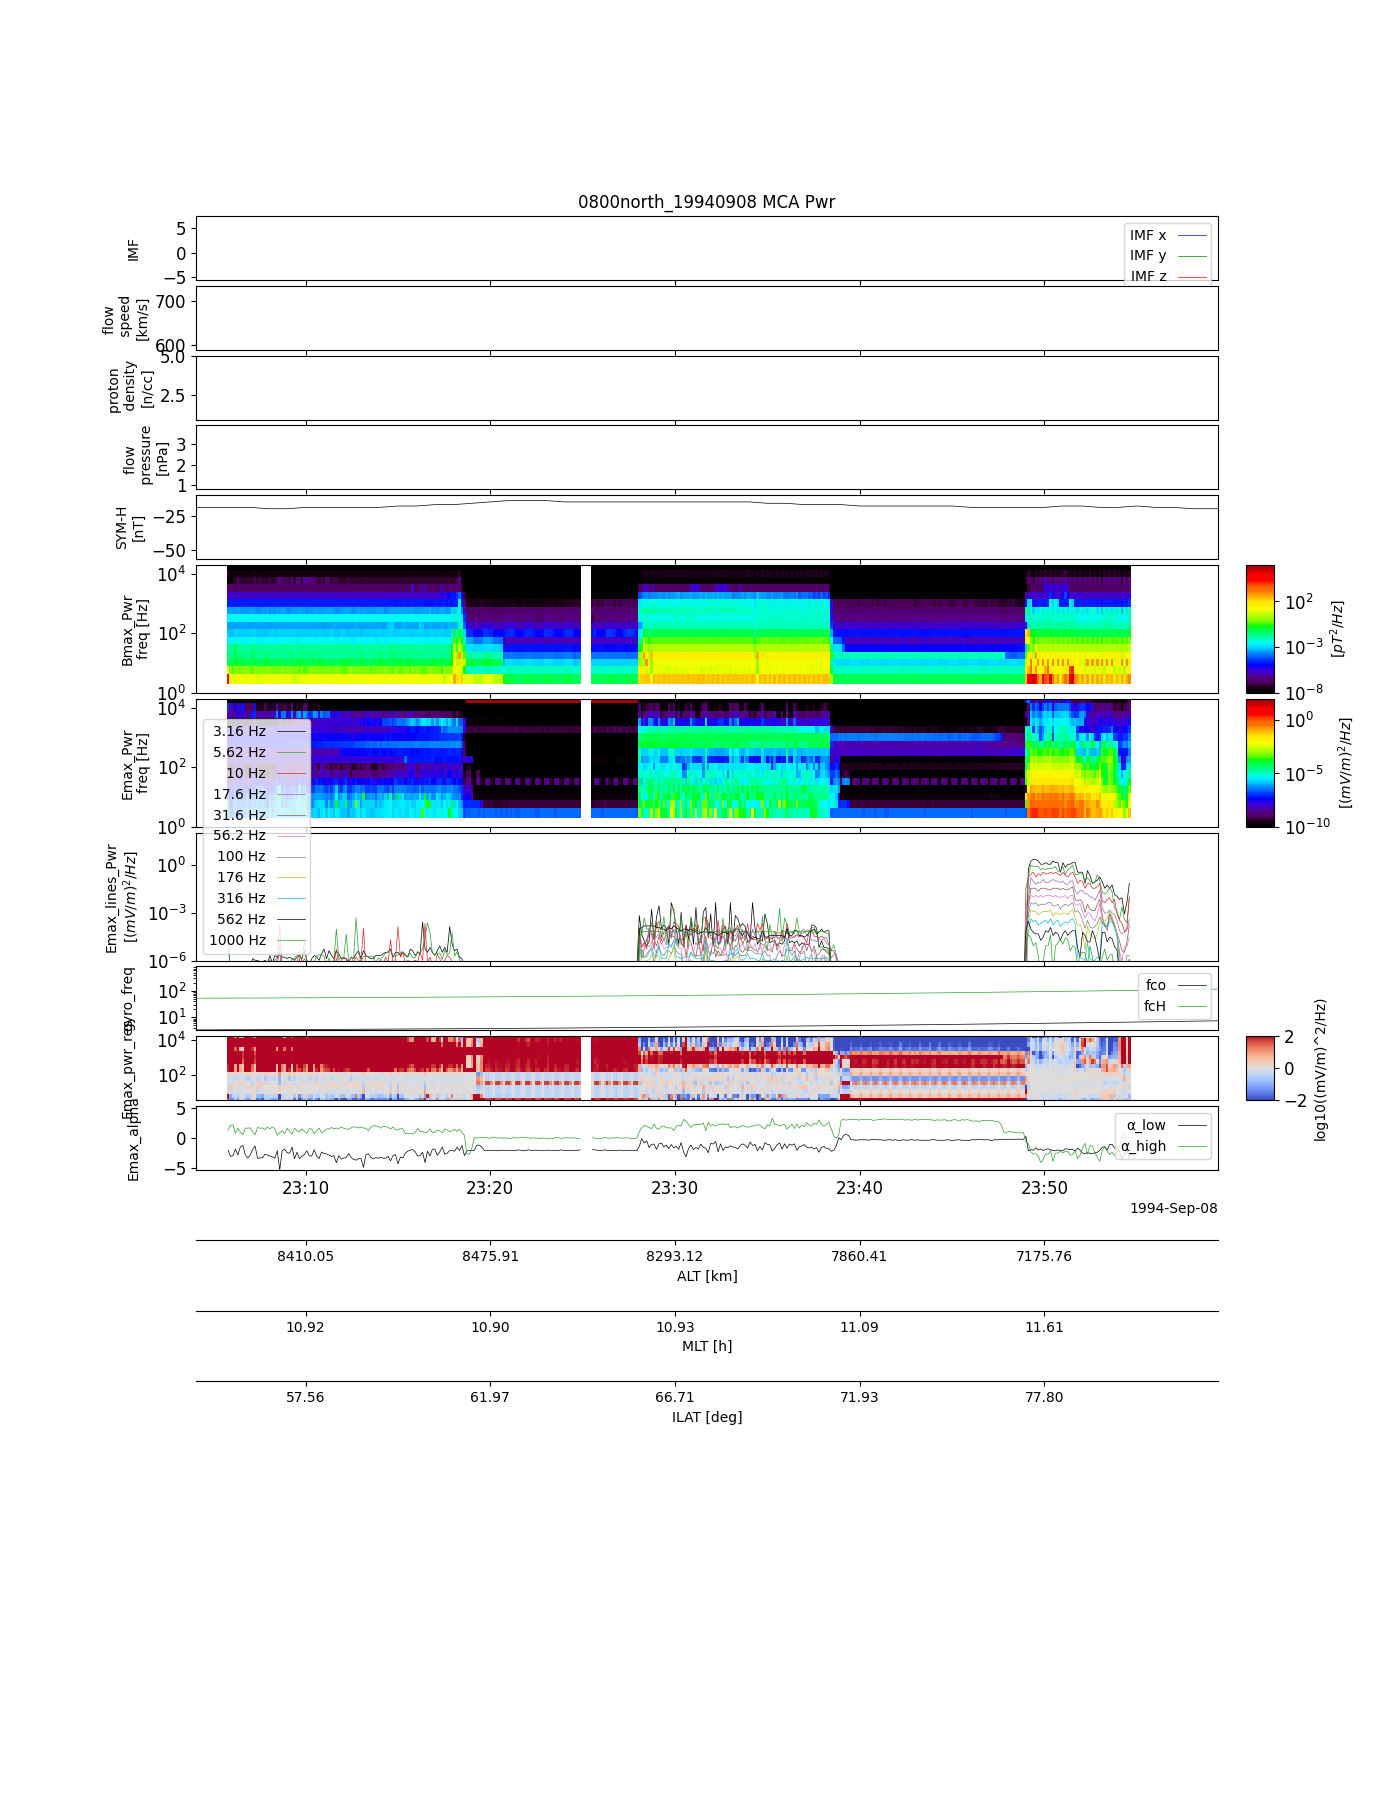 0800north_19940908 MCA Pwr
IMF
5
0
−5
IMF x
IMF y
IMF z
flow
speed
[km/s]
700
600
proton
density
[n/cc]
5.0
2.5
flow
pressure
[nPa]
3
2
1
SYM-H
[nT]
−25
−50
Bmax_Pwr
freq [Hz]
10^4
10^2
10^0
10^2
10^−3
10^−8
[pT^2/Hz]
Emax_Pwr
freq [Hz]
10^4
10^2
10^0
10^0
10^−5
10^−10
[(mV/m)^2/Hz]
3.16 Hz
5.62 Hz
10 Hz
17.6 Hz
31.6 Hz
56.2 Hz
100 Hz
176 Hz
316 Hz
562 Hz
1000 Hz
Emax_lines_Pwr
[(mV/m)^2/Hz]
10^0
10^−3
10^−6
gyro_freq
10^2
10^1
fco
fcH
Emax_pwr_reg
10^4
10^2
2
0
−2
log10((mV/m)^2/Hz)
Emax_alpha
5
0
−5
α_low
α_high
23:10 23:20 23:30 23:40 23:50
1994-Sep-08
8410.05 8475.91 8293.12 7860.41 7175.76
ALT [km]
10.92 10.90 10.93 11.09 11.61
MLT [h]
57.56 61.97 66.71 71.93 77.80
ILAT [deg]